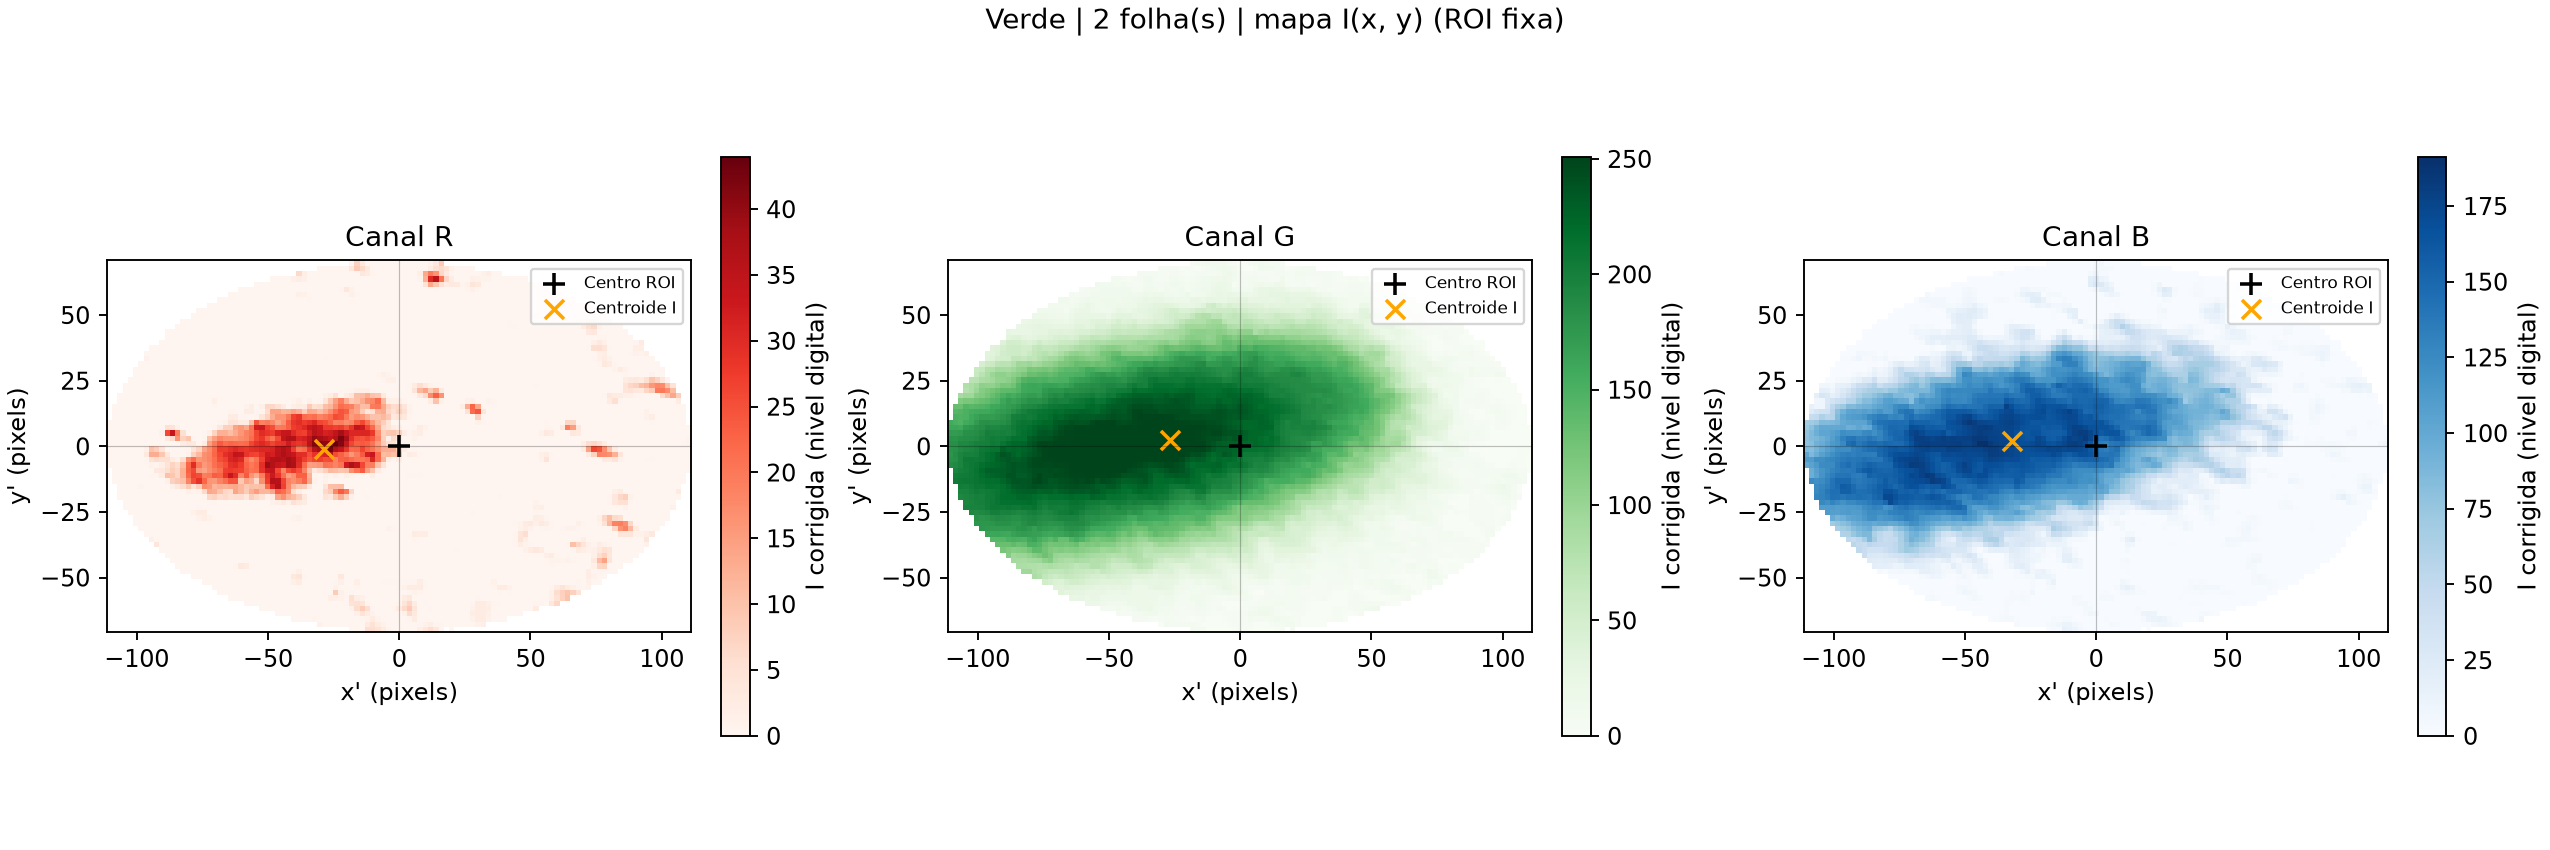 Verde | 2 folha(s) | mapa I(x, y) (ROI fixa)
Canal R
Centro ROI
Centroide I
50
25
0
−25
−50
y' (pixels)
−100
−50
0
50
100
x' (pixels)
40
35
30
25
20
15
10
5
0
I corrigida (nivel digital)
Canal G
Centro ROI
Centroide I
50
25
0
−25
−50
y' (pixels)
−100
−50
0
50
100
x' (pixels)
250
200
150
100
50
0
I corrigida (nivel digital)
Canal B
Centro ROI
Centroide I
50
25
0
−25
−50
y' (pixels)
−100
−50
0
50
100
x' (pixels)
175
150
125
100
75
50
25
0
I corrigida (nivel digital)